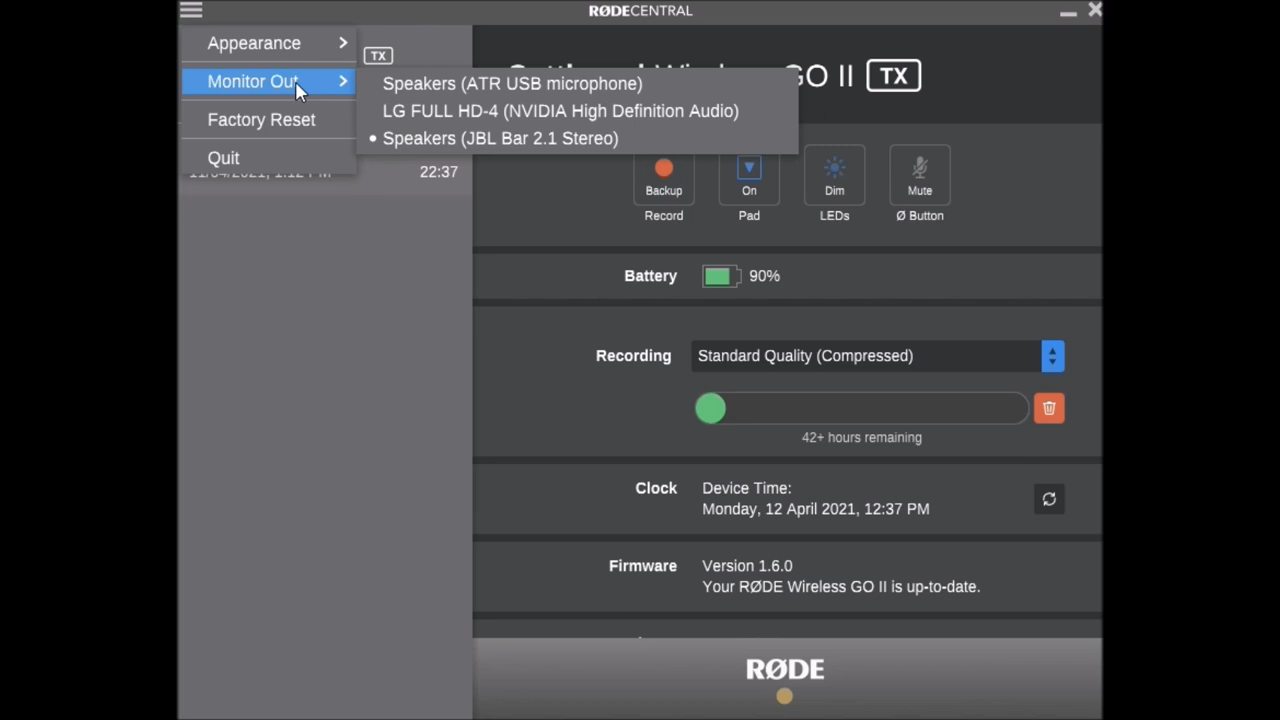 RØDECENTRAL
Appearance
Monitor Out
Factory Reset
Quit
TX
Speakers (ATR USB microphone)
LG FULL HD-4 (NVIDIA High Definition Audio)
Speakers (JBL Bar 2.1 Stereo)
22:37
GO II TX
Backup
Record
On
Pad
Dim
LEDs
Mute
Ø Button
Battery 90%
Recording Standard Quality (Compressed)
42+ hours remaining
Clock Device Time:
Monday, 12 April 2021, 12:37 PM
Firmware Version 1.6.0
Your RØDE Wireless GO II is up-to-date.
RØDE